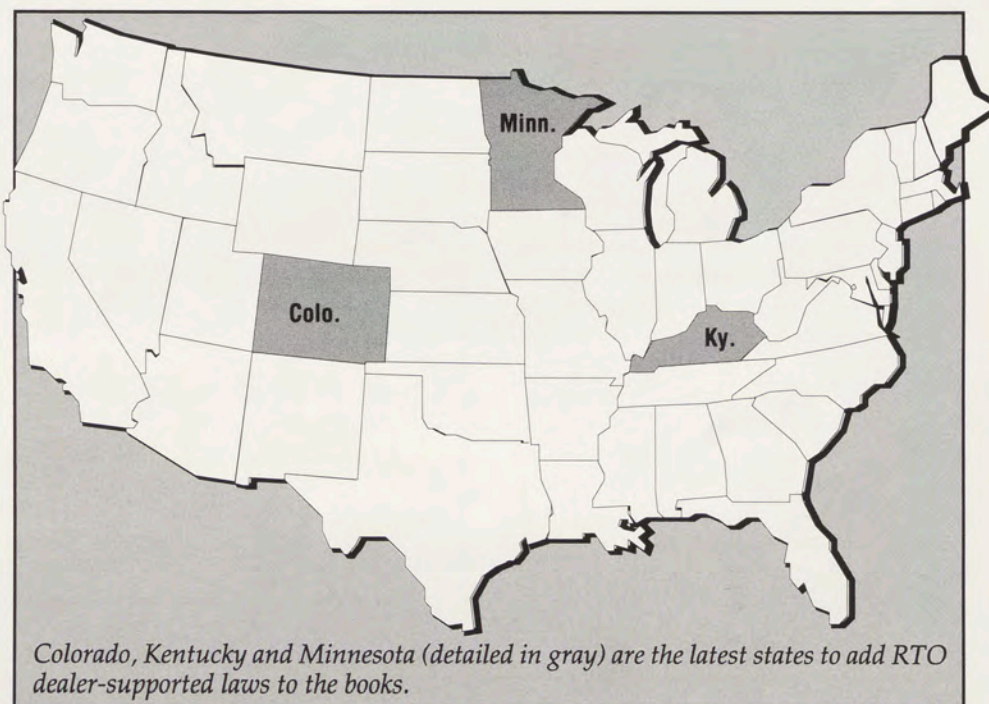 Minn.
Colo.
Ky.
Colorado, Kentucky and Minnesota (detailed in gray) are the latest states to add RTO
dealer-supported laws to the books.